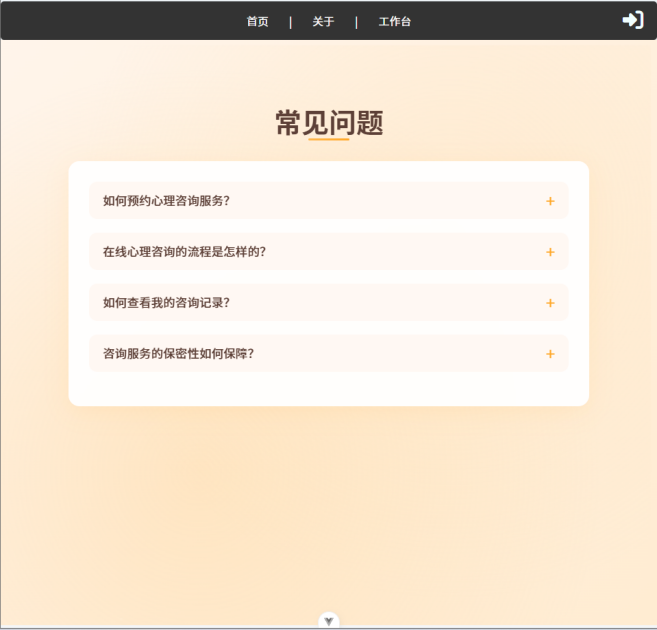 首页 | 关于 | 工作台
常见问题
如何预约心理咨询服务？ +
在线心理咨询的流程是怎样的？ +
如何查看我的咨询记录？ +
咨询服务的保密性如何保障？ +